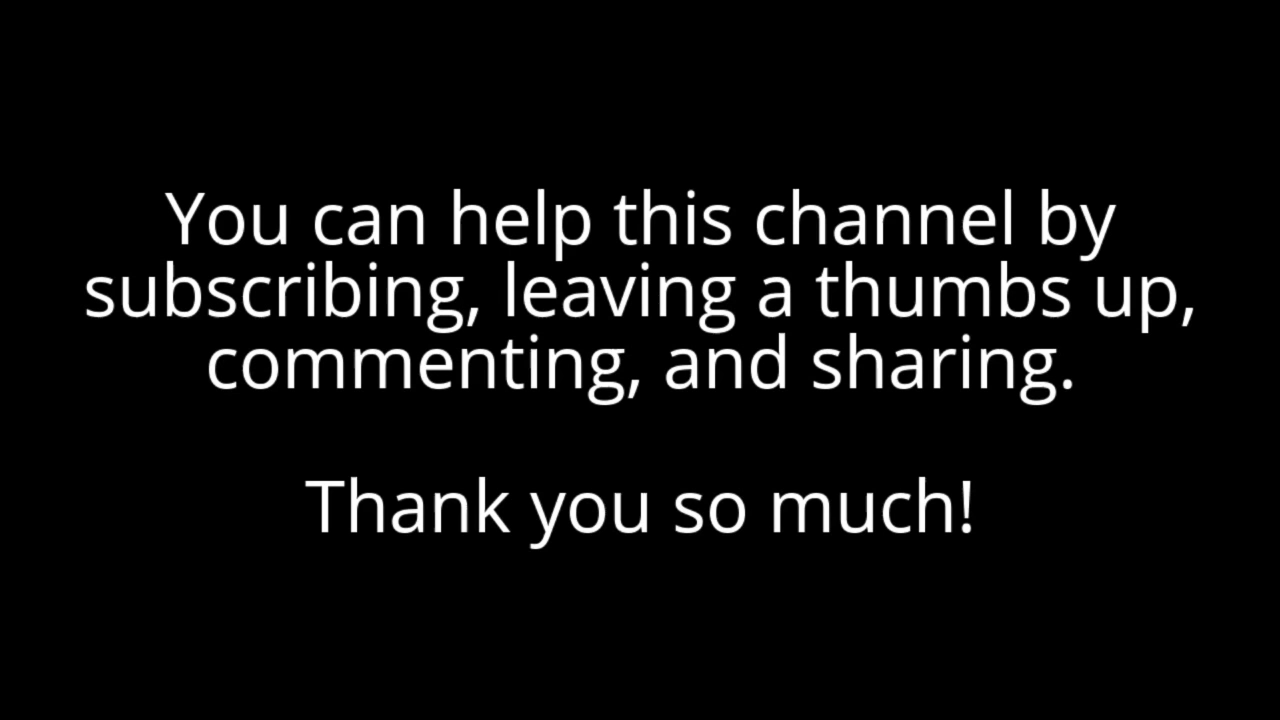 You can help this channel by
subscribing, leaving a thumbs up,
commenting, and sharing.
Thank you so much!